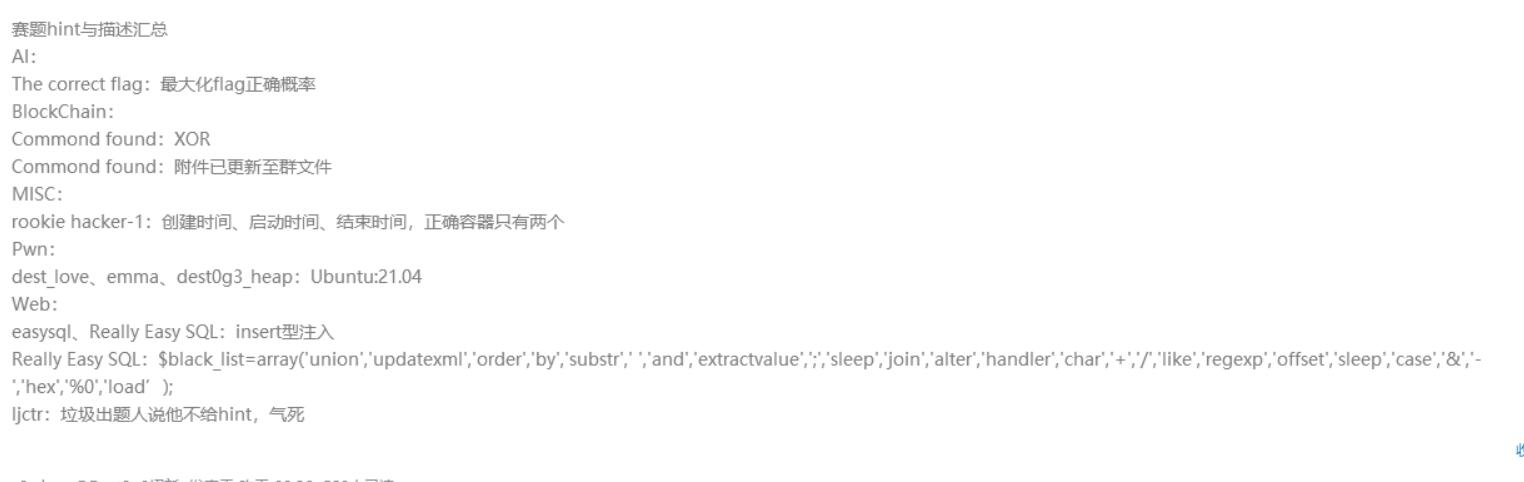 赛题hint与描述汇总
AI：
The correct flag：最大化flag正确概率
BlockChain：
Commond found：XOR
Commond found：附件已更新至群文件
MISC：
rookie hacker-1：创建时间、启动时间、结束时间，正确容器只有两个
Pwn：
dest_love、emma、dest0g3_heap：Ubuntu:21.04
Web：
easysql、Really Easy SQL：insert型注入
Really Easy SQL：$black_list=array('union','updatexml','order','by','substr',' ','and','extractvalue',';','sleep','join','alter','handler','char','+','/','like','regexp','offset','sleep','case','&','-
','hex','%0','load’ );
ljctr：垃圾出题人说他不给hint，气死
收